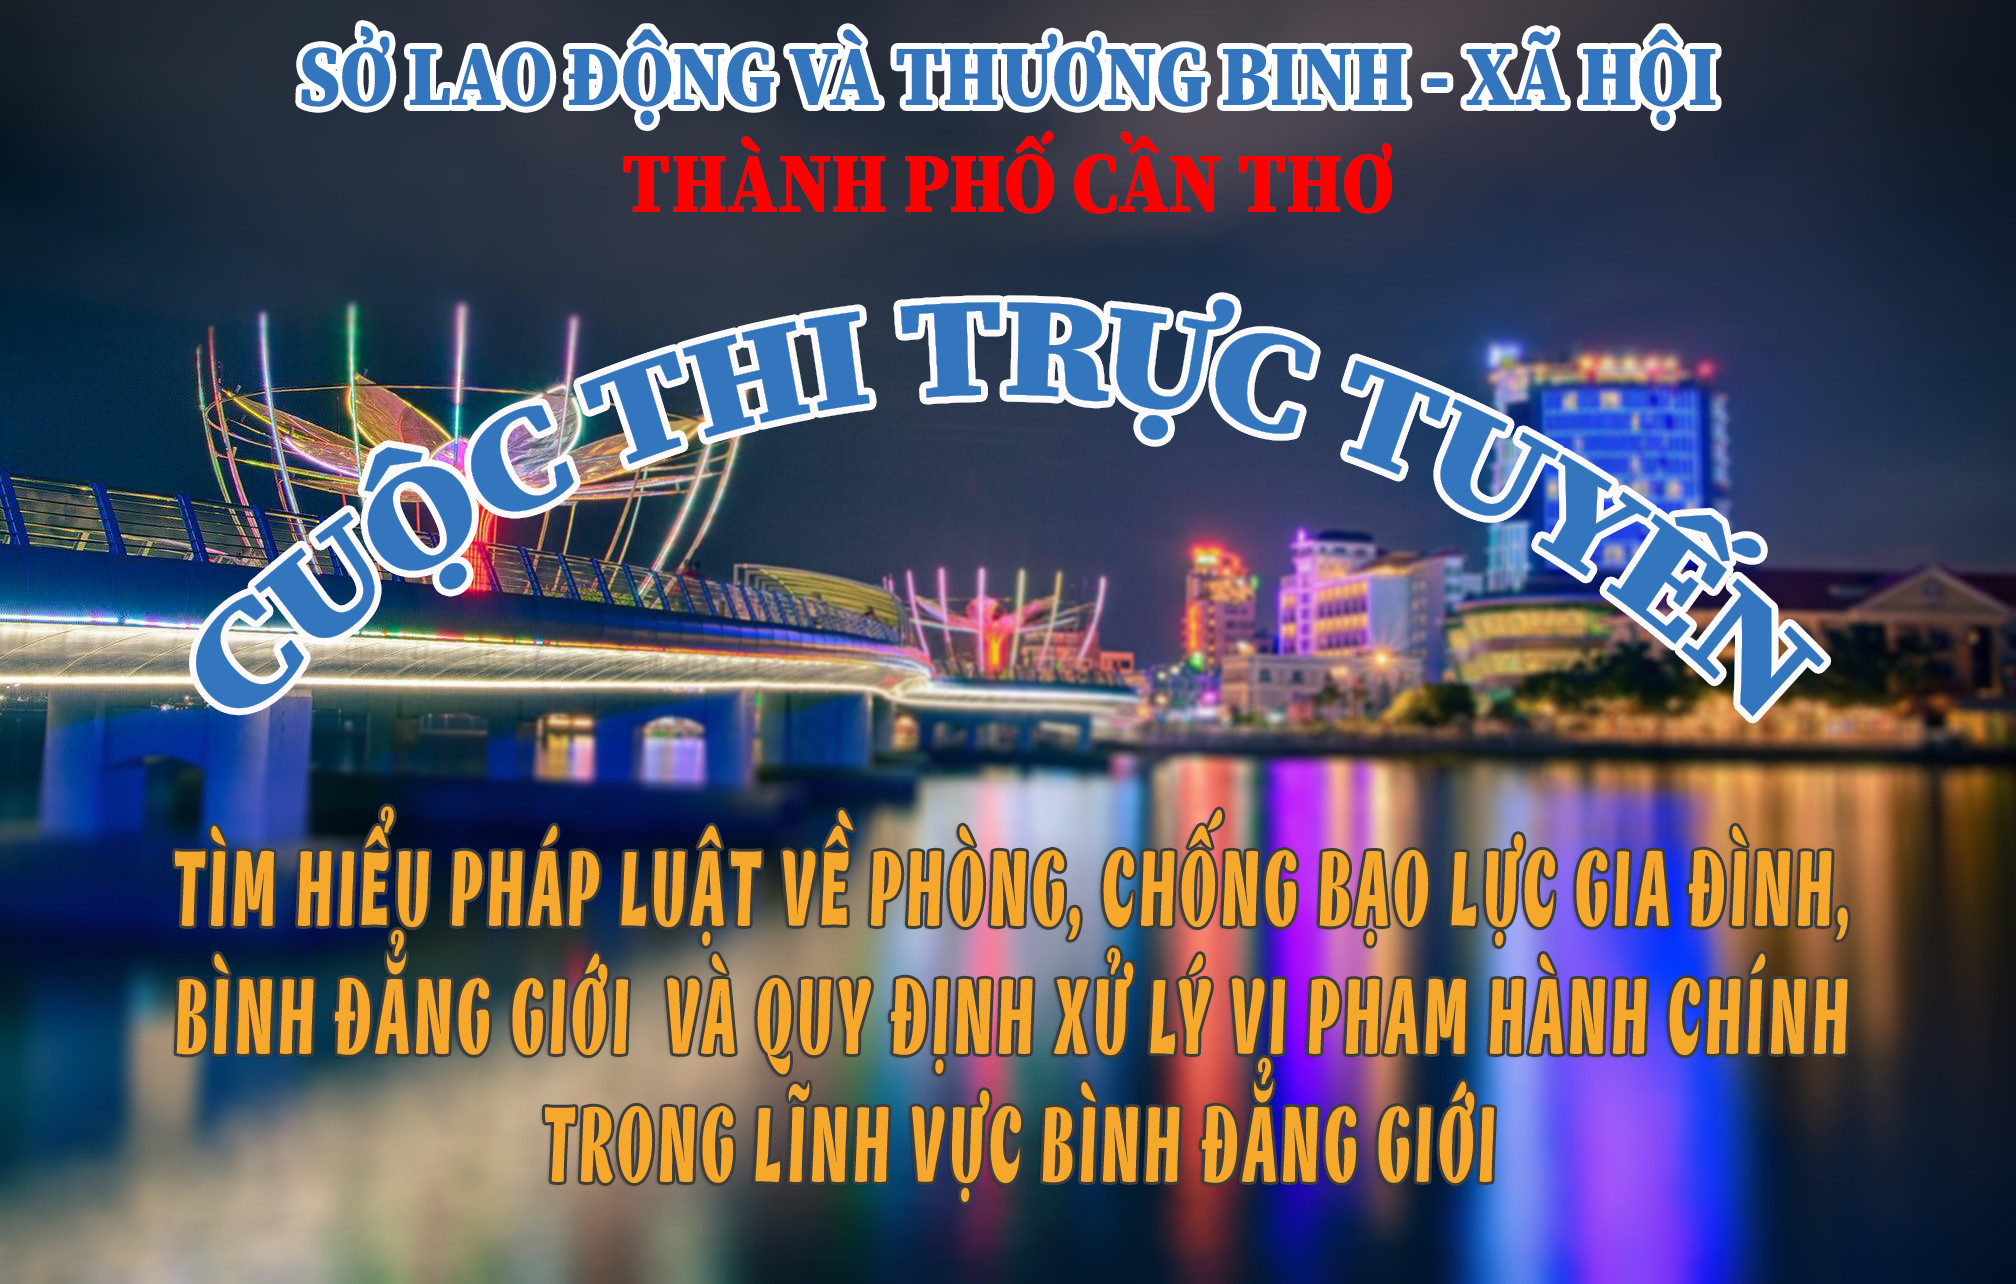 SỞ LAO ĐỘNG VÀ THƯƠNG BINH - XÃ HỘI
THÀNH PHỐ CẦN THƠ
CUỘC THI TRỰC TUYẾN
TÌM HIỂU PHÁP LUẬT VỀ PHÒNG, CHỐNG BẠO LỰC GIA ĐÌNH,
BÌNH ĐẲNG GIỚI VÀ QUY ĐỊNH XỬ LÝ VI PHAM HÀNH CHÍNH
TRONG LĨNH VỰC BÌNH ĐẲNG GIỚI